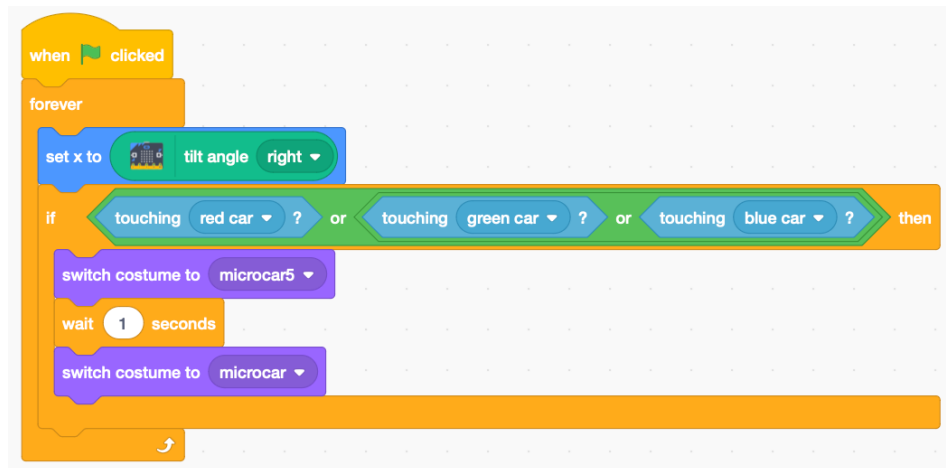 when clicked
forever
set x to tilt angle right
if touching red car ? or touching green car ? or touching blue car ? then
switch costume to microcar5
wait 1 seconds
switch costume to microcar